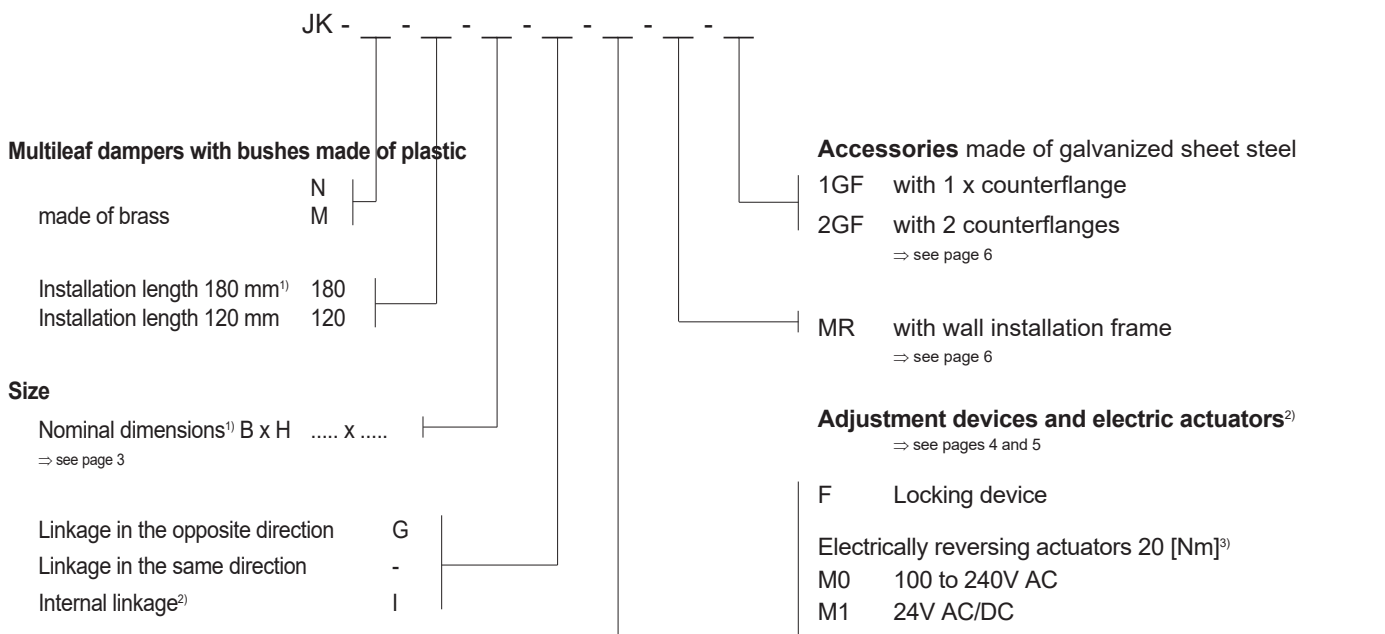 JK - __ - __ - __ - __ - __ - __ - __
Multileaf dampers with bushes made of plastic
N
made of brass M
Installation length 180 mm¹⁾ 180
Installation length 120 mm 120
Size
Nominal dimensions¹⁾ B x H ..... x .....
⇒ see page 3
Linkage in the opposite direction G
Linkage in the same direction -
Internal linkage²⁾ I
Accessories made of galvanized sheet steel
1GF with 1 x counterflange
2GF with 2 counterflanges
⇒ see page 6
MR with wall installation frame
⇒ see page 6
Adjustment devices and electric actuators²⁾
⇒ see pages 4 and 5
F Locking device
Electrically reversing actuators 20 [Nm]³⁾
M0 100 to 240V AC
M1 24V AC/DC